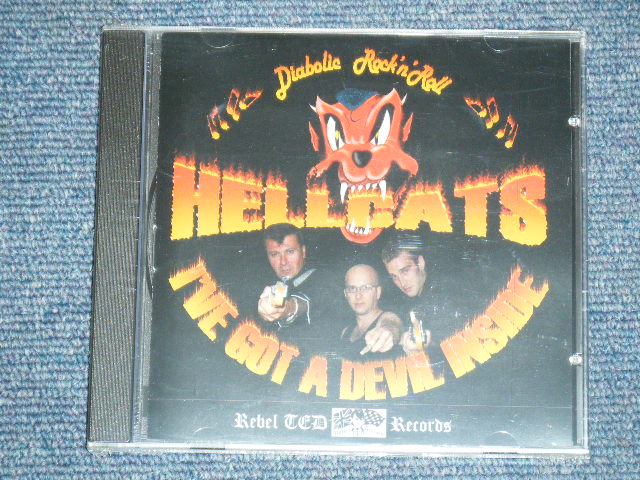 Diabolic Rock'n'Roll
HELLCATS
I'VE GOT A DEVIL INSIDE
Rebel TED Records